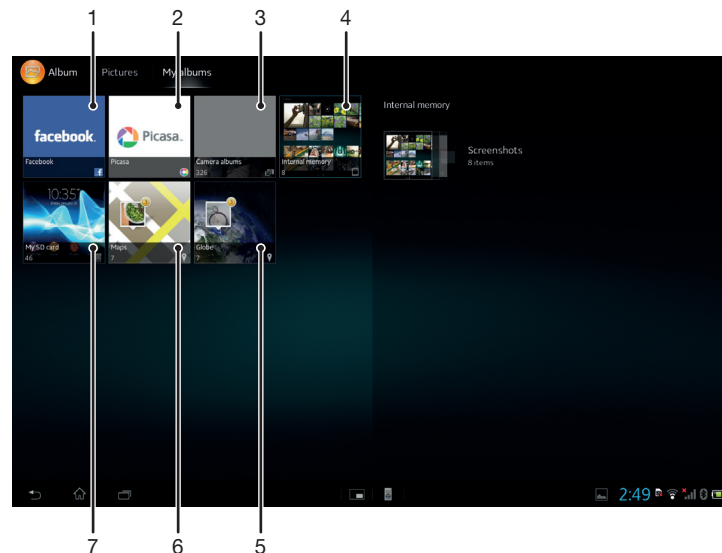 1 2 3 4
Album Pictures My albums
facebook.
Facebook
Picasa
Picasa
Camera albums
326
Internal memory
8
Internal memory
Screenshots
8 items
10:35
My SD card
46
Maps
7
Globe
7
2:49
7 6 5